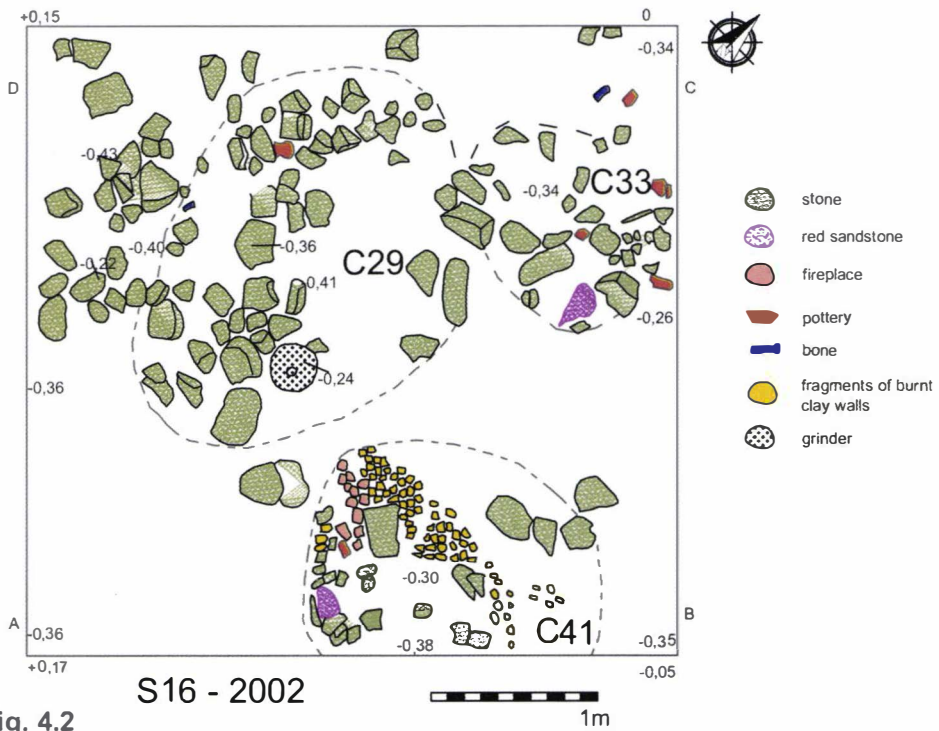 +0,15
0
-0,34
D
C
-0,43
-0,34
C33
stone
-0,40
-0,36
red sandstone
-0,22
C29
fireplace
-0,41
pottery
-0,26
bone
-0,24
-0,36
fragments of burnt
clay walls
grinder
G
-0.30
A
B
C41
-0,36
-0.38
-0,35
+0,17
-0,05
S16 - 2002
1m
ig. 4.2